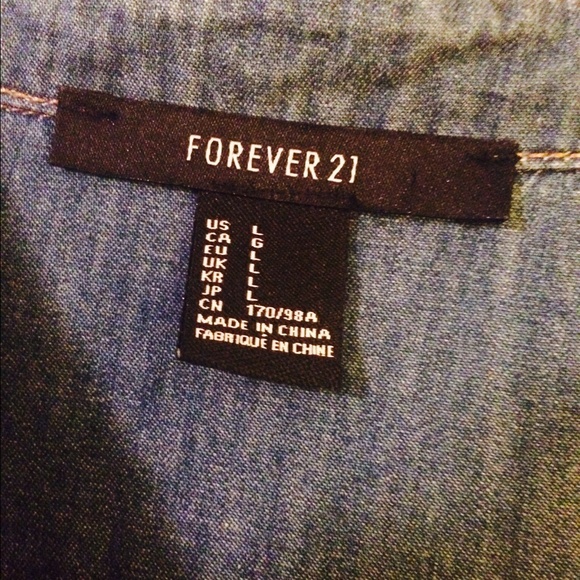 FOREVER 21
US L
CA G
EU L
UK L
KR L
JP L
CN 170/98A
MADE IN CHINA
FABRIQUÉ EN CHINE